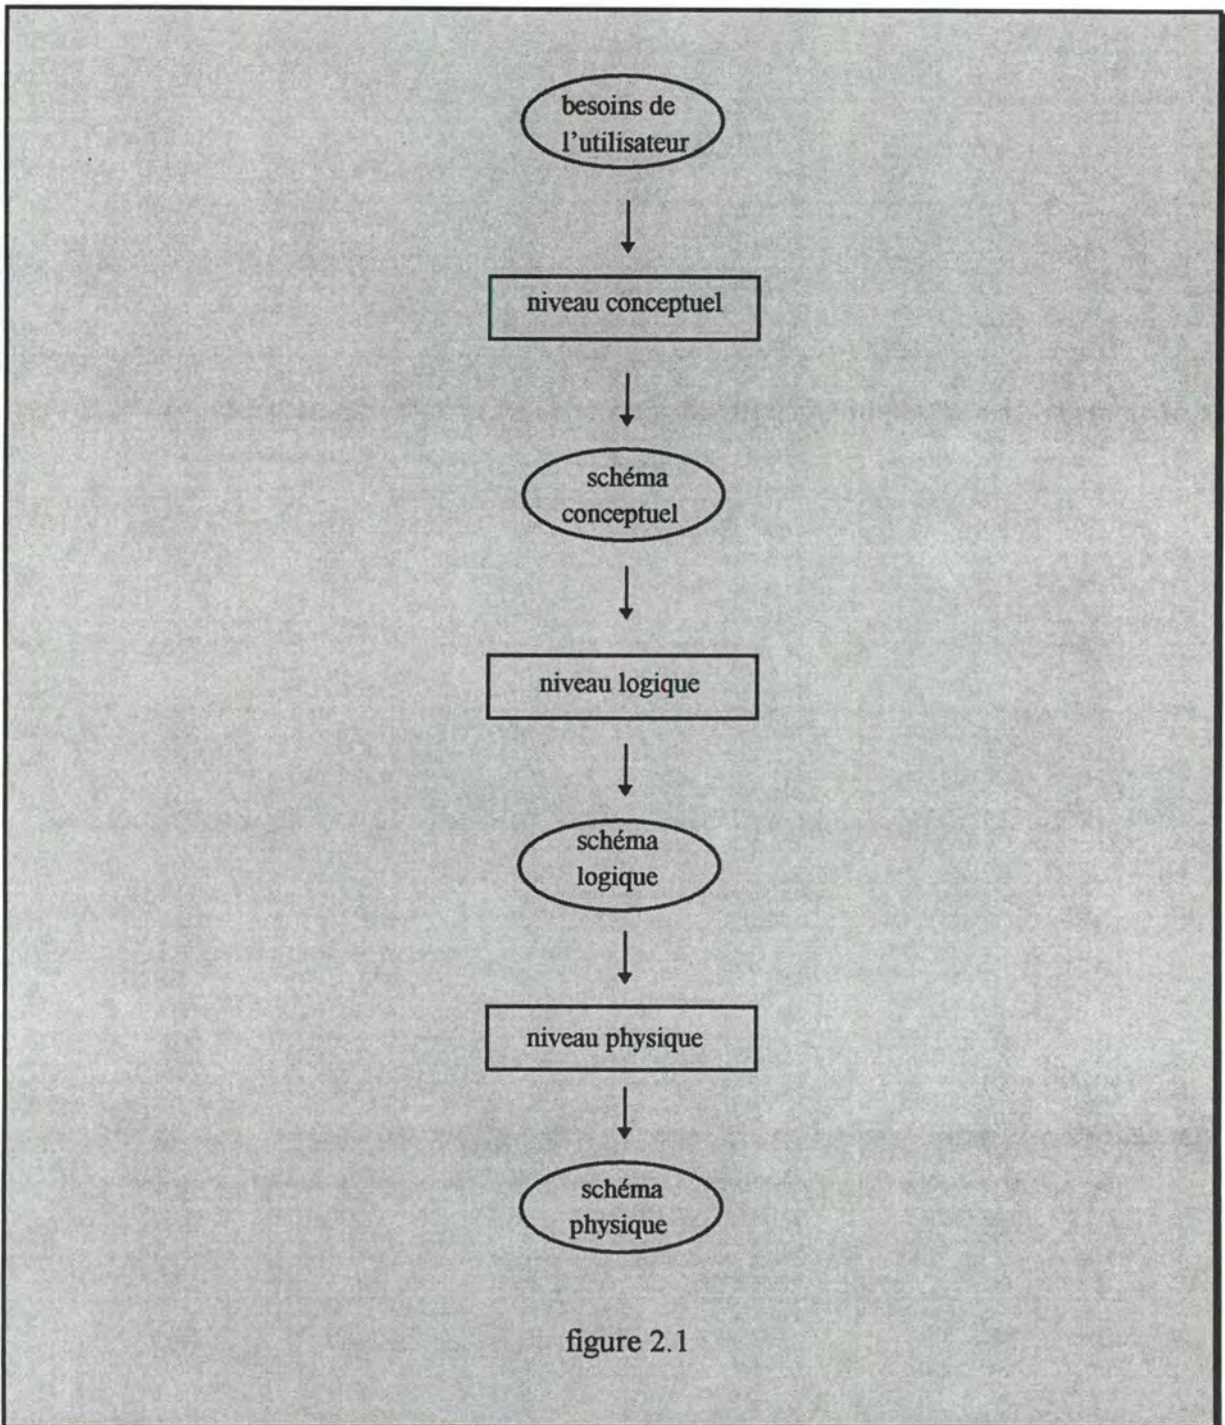 besoins de
l'utilisateur
niveau conceptuel
schéma
conceptuel
niveau logique
schéma
logique
niveau physique
schéma
physique
figure 2.1